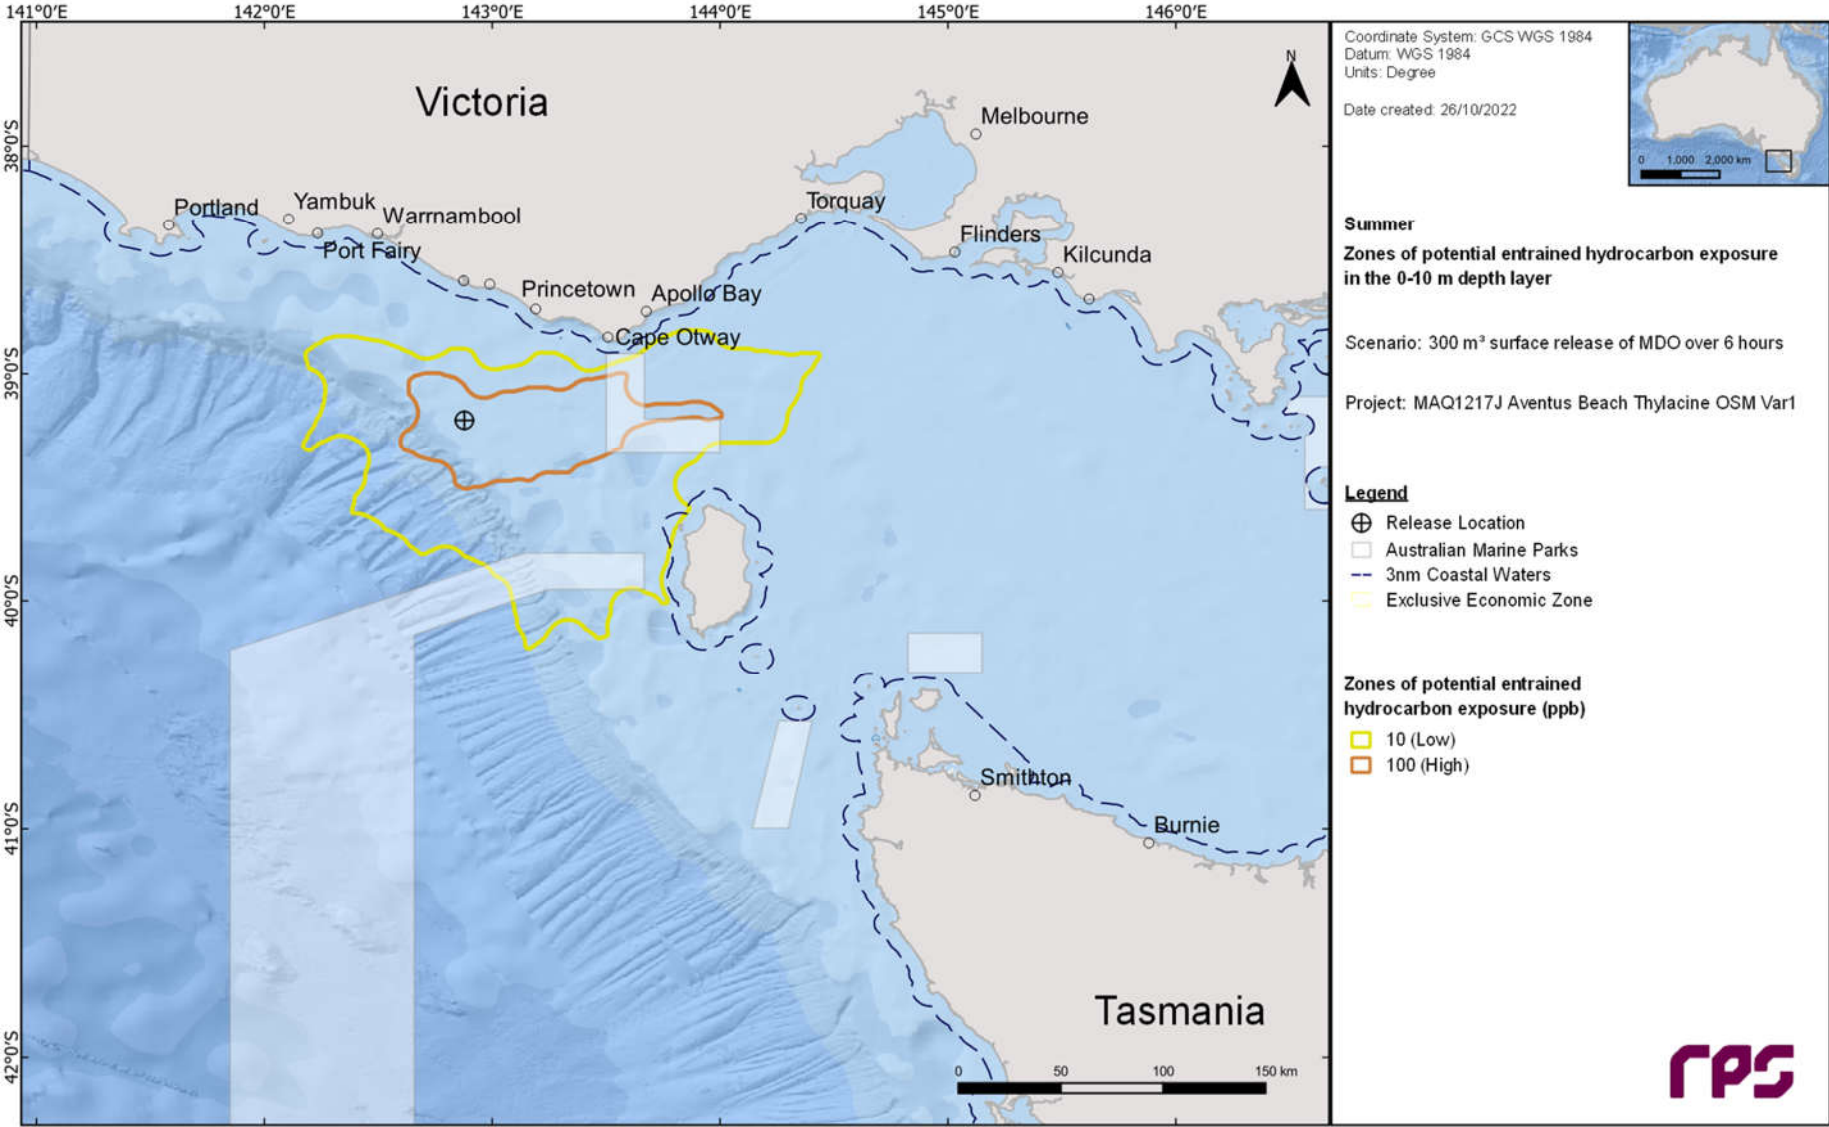 141°0'E 142°0'E 143°0'E 144°0'E 145°0'E 146°0'E
38°0'S
39°0'S
40°0'S
41°0'S
42°0'S
Victoria
N
Melbourne
Portland
Yambuk
Warrnambool
Port Fairy
Torquay
Flinders
Kilcunda
Princetown
Apollo Bay
Cape Otway
Smithton
Burnie
Tasmania
0 50 100 150 km
Coordinate System: GCS WGS 1984
Datum: WGS 1984
Units: Degree
Date created: 26/10/2022
0 1,000 2,000 km
Summer
Zones of potential entrained hydrocarbon exposure
in the 0-10 m depth layer
Scenario: 300 m³ surface release of MDO over 6 hours
Project: MAQ1217J Aventus Beach Thylacine OSM Var1
Legend
Release Location
Australian Marine Parks
3nm Coastal Waters
Exclusive Economic Zone
Zones of potential entrained
hydrocarbon exposure (ppb)
10 (Low)
100 (High)
rps